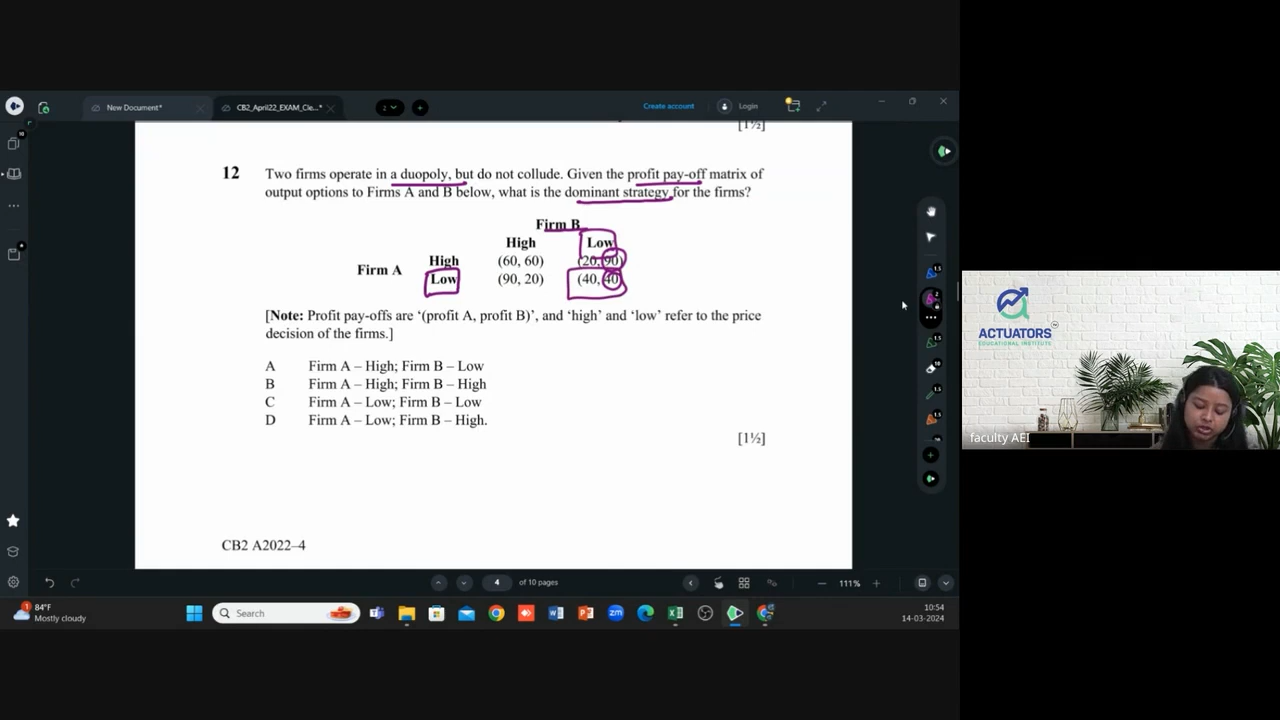 New Document*
CB2_April22_EXAM_Cle...*
2
Create account
Login
[1½]
12 Two firms operate in a duopoly, but do not collude. Given the profit pay-off matrix of
output options to Firms A and B below, what is the dominant strategy for the firms?
Firm B
High Low
Firm A High (60, 60) (20, 90)
Low (90, 20) (40, 40)
[Note: Profit pay-offs are ‘(profit A, profit B)’, and ‘high’ and ‘low’ refer to the price
decision of the firms.]
A Firm A – High; Firm B – Low
B Firm A – High; Firm B – High
C Firm A – Low; Firm B – Low
D Firm A – Low; Firm B – High.
[1½]
CB2 A2022–4
4 of 10 pages
111%
84°F
Mostly cloudy
Search
10:54
14-03-2024
ACTUATORS
EDUCATIONAL INSTITUTE
faculty AEI